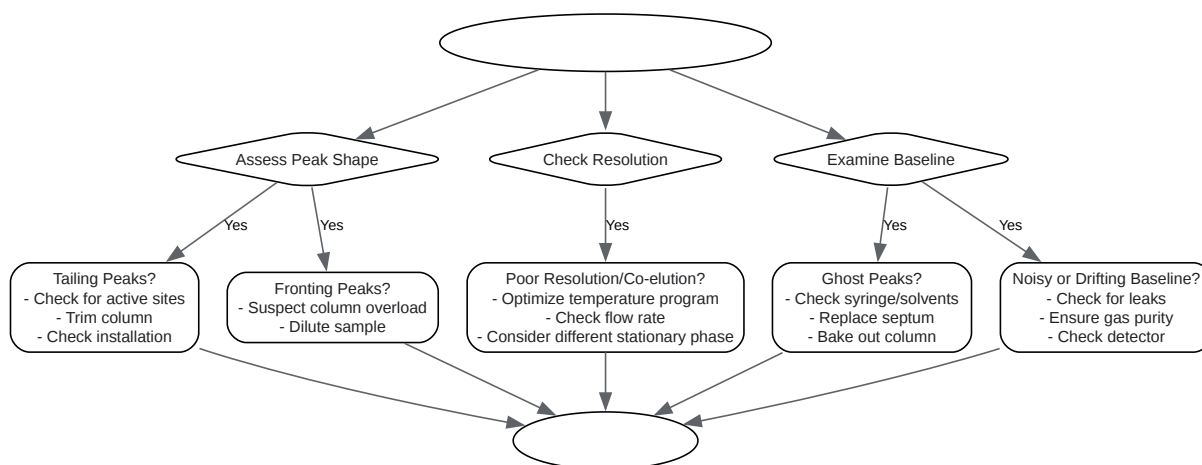 Assess Peak Shape
Check Resolution
Examine Baseline
Yes
Yes
Yes
Yes
Yes
Tailing Peaks?
- Check for active sites
- Trim column
- Check installation
Fronting Peaks?
- Suspect column overload
- Dilute sample
Poor Resolution/Co-elution?
- Optimize temperature program
- Check flow rate
- Consider different stationary phase
Ghost Peaks?
- Check syringe/solvents
- Replace septum
- Bake out column
Noisy or Drifting Baseline?
- Check for leaks
- Ensure gas purity
- Check detector